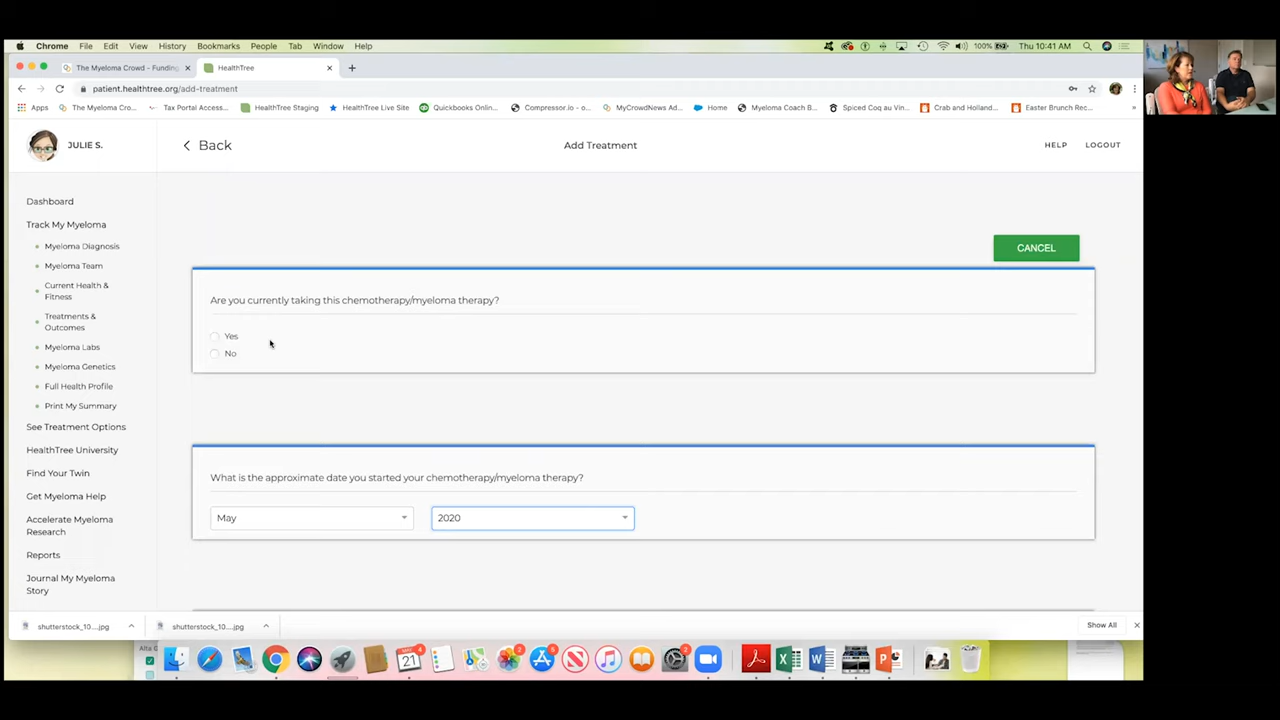 Chrome File Edit View History Bookmarks People Tab Window Help 100% Thu 10:41 AM
The Myeloma Crowd - Funding HealthTree
patient.healthtree.org/add-treatment
Apps The Myeloma Cro... Tax Portal Access... HealthTree Staging HealthTree Live Site Quickbooks Onlin... Compressor.io - o... MyCrowdNews Ad... Home Myeloma Coach B... Spiced Coq au Vin... Crab and Holland... Easter Brunch Rec...
JULIE S. Back Add Treatment HELP LOGOUT
Dashboard
Track My Myeloma
Myeloma Diagnosis
CANCEL
Myeloma Team
Current Health &
Fitness
Are you currently taking this chemotherapy/myeloma therapy?
Treatments &
Outcomes
Yes
Myeloma Labs
No
Myeloma Genetics
Full Health Profile
Print My Summary
See Treatment Options
HealthTree University
Find Your Twin
What is the approximate date you started your chemotherapy/myeloma therapy?
Get Myeloma Help
Accelerate Myeloma
Research
May 2020
Reports
Journal My Myeloma
Story
shutterstock_10....jpg shutterstock_10....jpg Show All
Alta
MAY
21